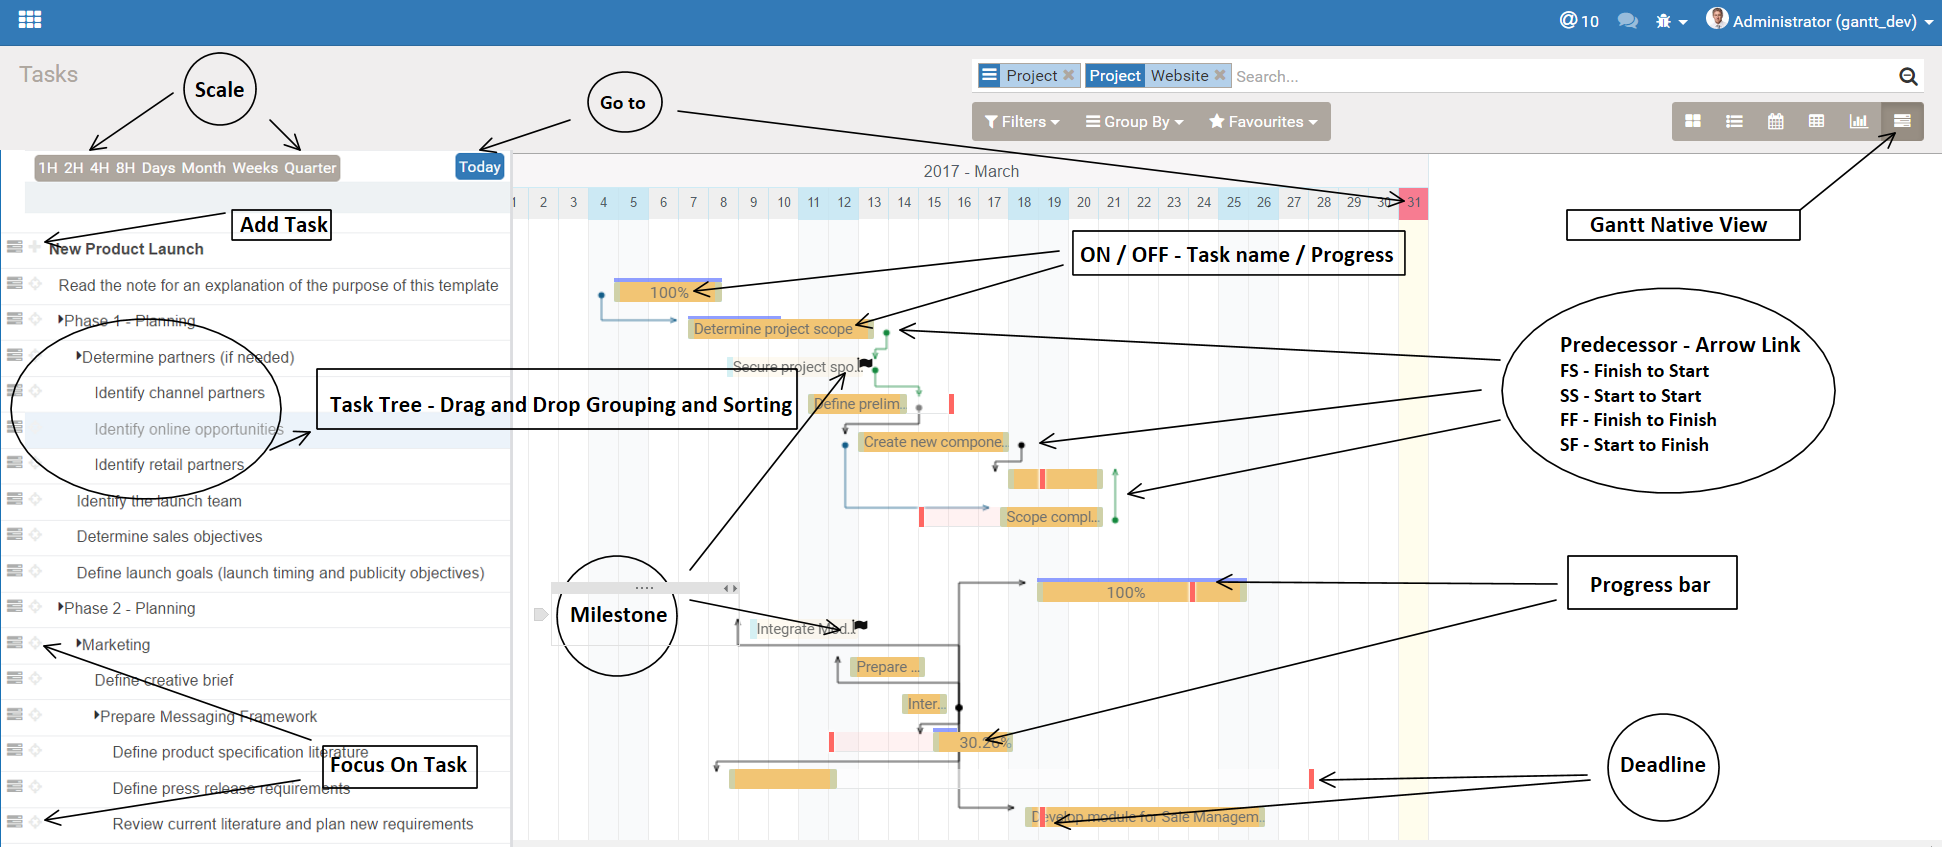 10
Administrator (gantt_dev)
Tasks
Scale
Go to
Project
Project Website
Search...
Filters
Group By
Favourites
1H 2H 4H 8H Days Month Weeks Quarter
Today
2017 - March
1 2 3 4 5 6 7 8 9 10 11 12 13 14 15 16 17 18 19 20 21 22 23 24 25 26 27 28 29 30 31
Add Task
Gantt Native View
New Product Launch
ON / OFF - Task name / Progress
Read the note for an explanation of the purpose of this template
100%
Phase 1 - Planning
Determine project scope
Predecessor - Arrow Link
FS - Finish to Start
SS - Start to Start
FF - Finish to Finish
SF - Start to Finish
Determine partners (if needed)
Secure project spo...
Identify channel partners
Task Tree - Drag and Drop Grouping and Sorting
Define prelim...
Identify online opportunities
Create new compone...
Identify retail partners
Identify the launch team
Scope compl...
Determine sales objectives
Define launch goals (launch timing and publicity objectives)
100%
Progress bar
Phase 2 - Planning
Milestone
Integrate Mod...
Marketing
Prepare ...
Define creative brief
Inter...
Prepare Messaging Framework
30.26%
Define product specification literature
Focus On Task
Deadline
Define press release requirements
Review current literature and plan new requirements
Develop module for Sale Managem...